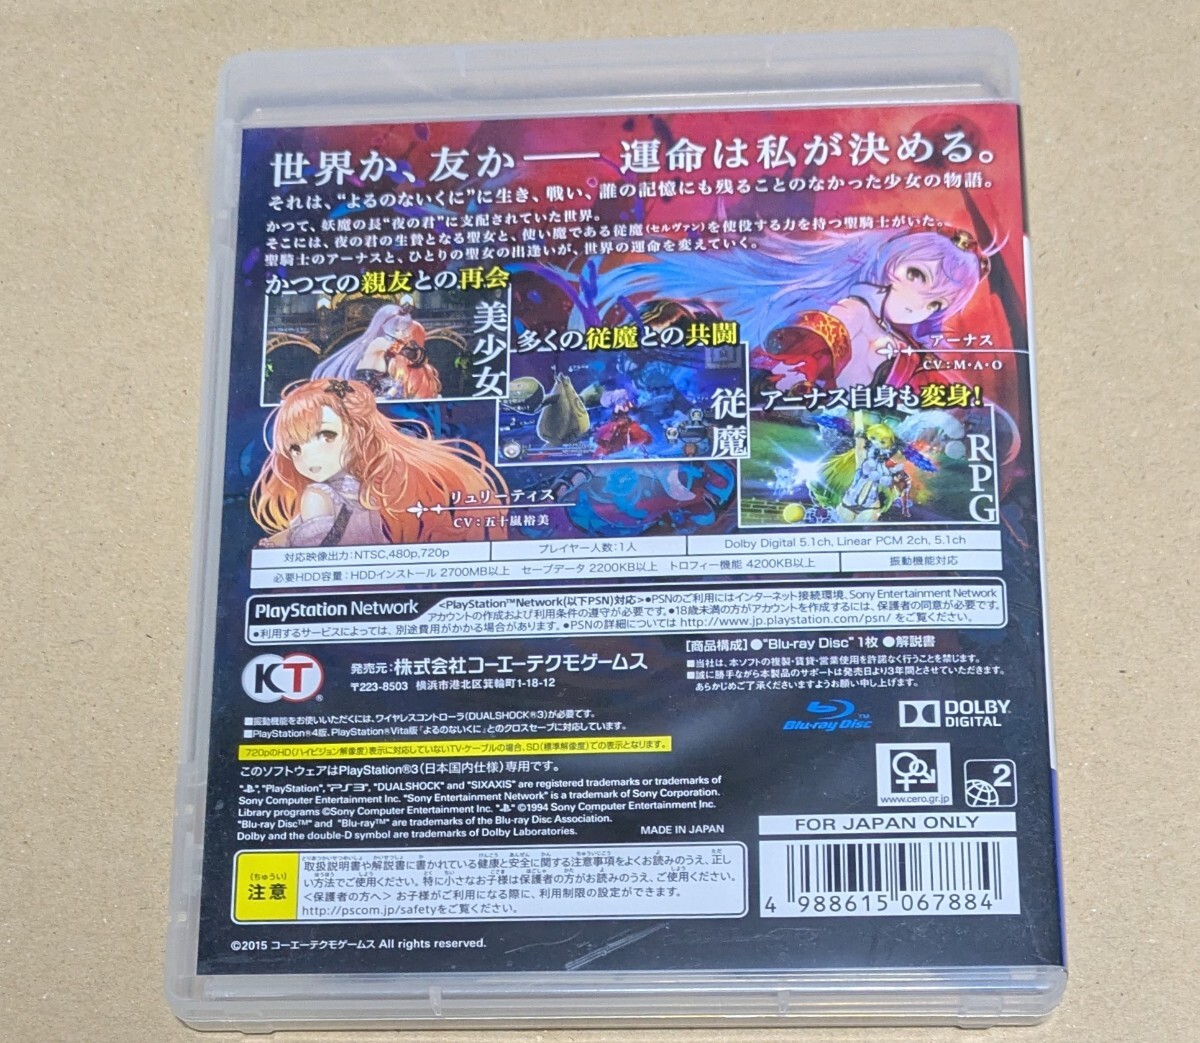 世界か、友か―― 運命は私が決める。
それは、“よるのないくに”に生き、戦い、誰の記憶にも残ることのなかった少女の物語。
かつて、妖魔の長“夜の君”に支配されていた世界。
そこには、夜の君の生贄となる聖女と、使い魔である従魔(セルヴァン)を使役する力を持つ聖騎士がいた。
聖騎士のアーナスと、ひとりの聖女の出逢いが、世界の運命を変えていく。
かつての親友との再会
美少女
多くの従魔との共闘
従魔
アーナス
CV:M・A・O
アーナス自身も変身!
RPG
リュリーティス
CV:五十嵐裕美
対応映像出力:NTSC,480p,720p
プレイヤー人数:1人
Dolby Digital 5.1ch, Linear PCM 2ch, 5.1ch
必要HDD容量:HDDインストール 2700MB以上 セーブデータ 2200KB以上 トロフィー機能 4200KB以上
振動機能対応
PlayStation Network
<PlayStation™Network(以下PSN)対応>●PSNのご利用にはインターネット接続環境、Sony Entertainment Network
アカウントの作成および利用条件の遵守が必要です。●18歳未満の方がアカウントを作成するには、保護者の同意が必要です。
●利用するサービスによっては、別途費用がかかる場合があります。●PSNの詳細については http://www.jp.playstation.com/psn/ をご覧ください。
KT®
発売元:株式会社コーエーテクモゲームス
〒223-8503 横浜市港北区箕輪町1-18-12
[商品構成]●“Blu-ray Disc” 1枚 ●解説書
■当社は、本ソフトの複製・賃貸・営業使用を許諾なく行うことを禁じます。
■誠に勝手ながら本製品のサポートは発売日より3年間とさせていただきます。
あらかじめご了承くださいますようお願い申し上げます。
■振動機能をお使いいただくには、ワイヤレスコントローラ(DUALSHOCK®3)が必要です。
■PlayStation®4版、PlayStation®Vita版『よるのないくに』とのクロスセーブに対応しています。
Blu-ray Disc™
DOLBY
DIGITAL
720pのHD(ハイビジョン解像度)表示に対応していないTV・ケーブルの場合、SD(標準解像度)での表示となります。
このソフトウェアはPlayStation®3(日本国内仕様)専用です。
" ", "PlayStation", "PS3", "DUALSHOCK" and "SIXAXIS" are registered trademarks or trademarks of
Sony Computer Entertainment Inc. "Sony Entertainment Network" is a trademark of Sony Corporation.
Library programs ©Sony Computer Entertainment Inc. " " ©1994 Sony Computer Entertainment Inc.
"Blu-ray Disc™" and "Blu-ray™" are trademarks of the Blu-ray Disc Association.
Dolby and the double-D symbol are trademarks of Dolby Laboratories.
MADE IN JAPAN
www.cero.gr.jp
2
FOR JAPAN ONLY
(ちゅうい)
注意
取扱説明書や解説書に書かれている健康と安全に関する注意事項をよくお読みのうえ、正し
い方法でご使用ください。特に小さなお子様は保護者の方がお読みのうえ、ご使用ください。
<保護者の方へ> お子様がご利用になる際に、利用制限の設定ができます。
http://pscom.jp/safetyをご覧ください。
4 988615 067884
©2015 コーエーテクモゲームス All rights reserved.